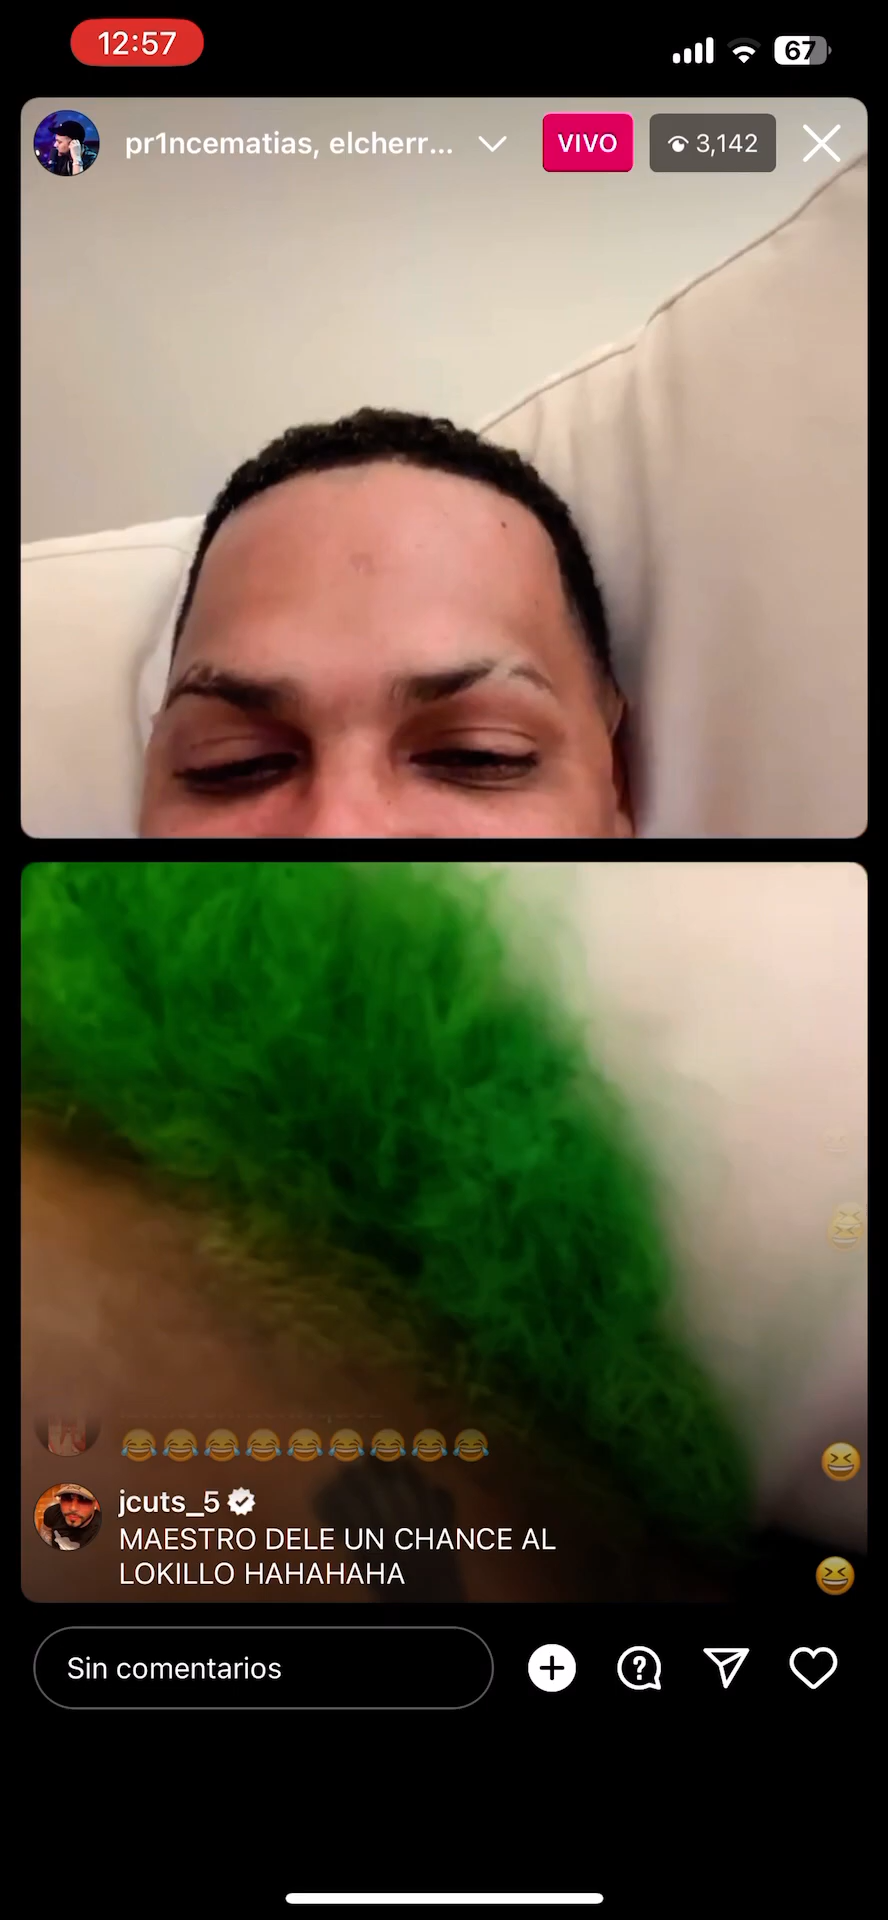 12:57
67
pr1ncematias, elcherr...
VIVO
3,142
jcuts_5
MAESTRO DELE UN CHANCE AL
LOKILLO HAHAHAHA
Sin comentarios